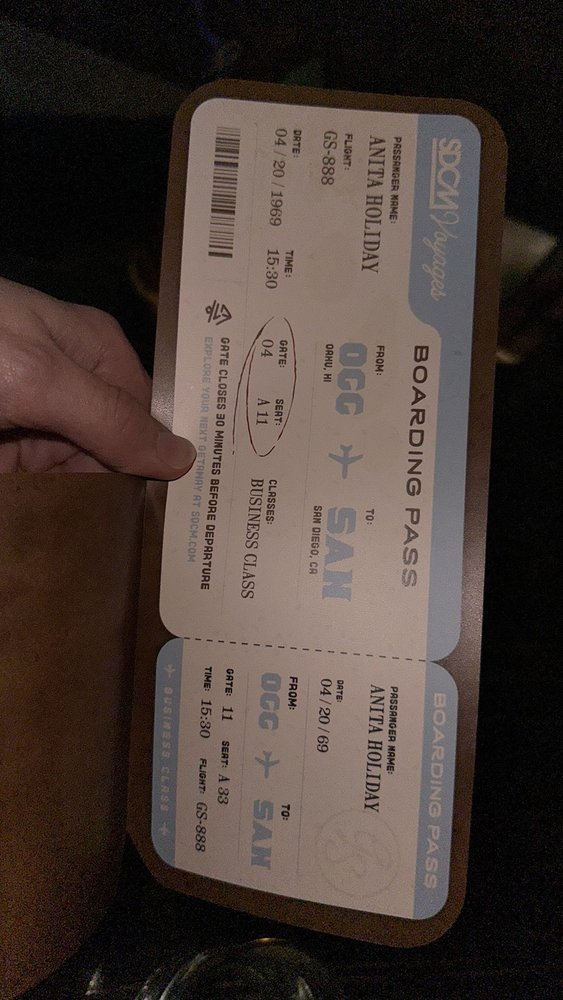 SDCM Voyages
BOARDING PASS
PASSANGER NAME:
ANITA HOLIDAY
FROM:
TO:
OGG
SAN
OAHU, HI
SAN DIEGO, CA
FLIGHT:
GS-888
DATE:
TIME:
GATE:
SEAT:
CLASSES:
04/20/1969
15:30
04
A 11
BUSINESS CLASS
GATE CLOSES 30 MINUTES BEFORE DEPARTURE
EXPLORE YOUR NEXT GETAWAY AT SDCM.COM
BOARDING PASS
PASSANGER NAME:
ANITA HOLIDAY
DATE:
04/20/69
FROM:
TO:
OGG
SAN
GATE: 11 SEAT: A 33
TIME: 15:30 FLIGHT: GS-888
BUSINESS CLASS